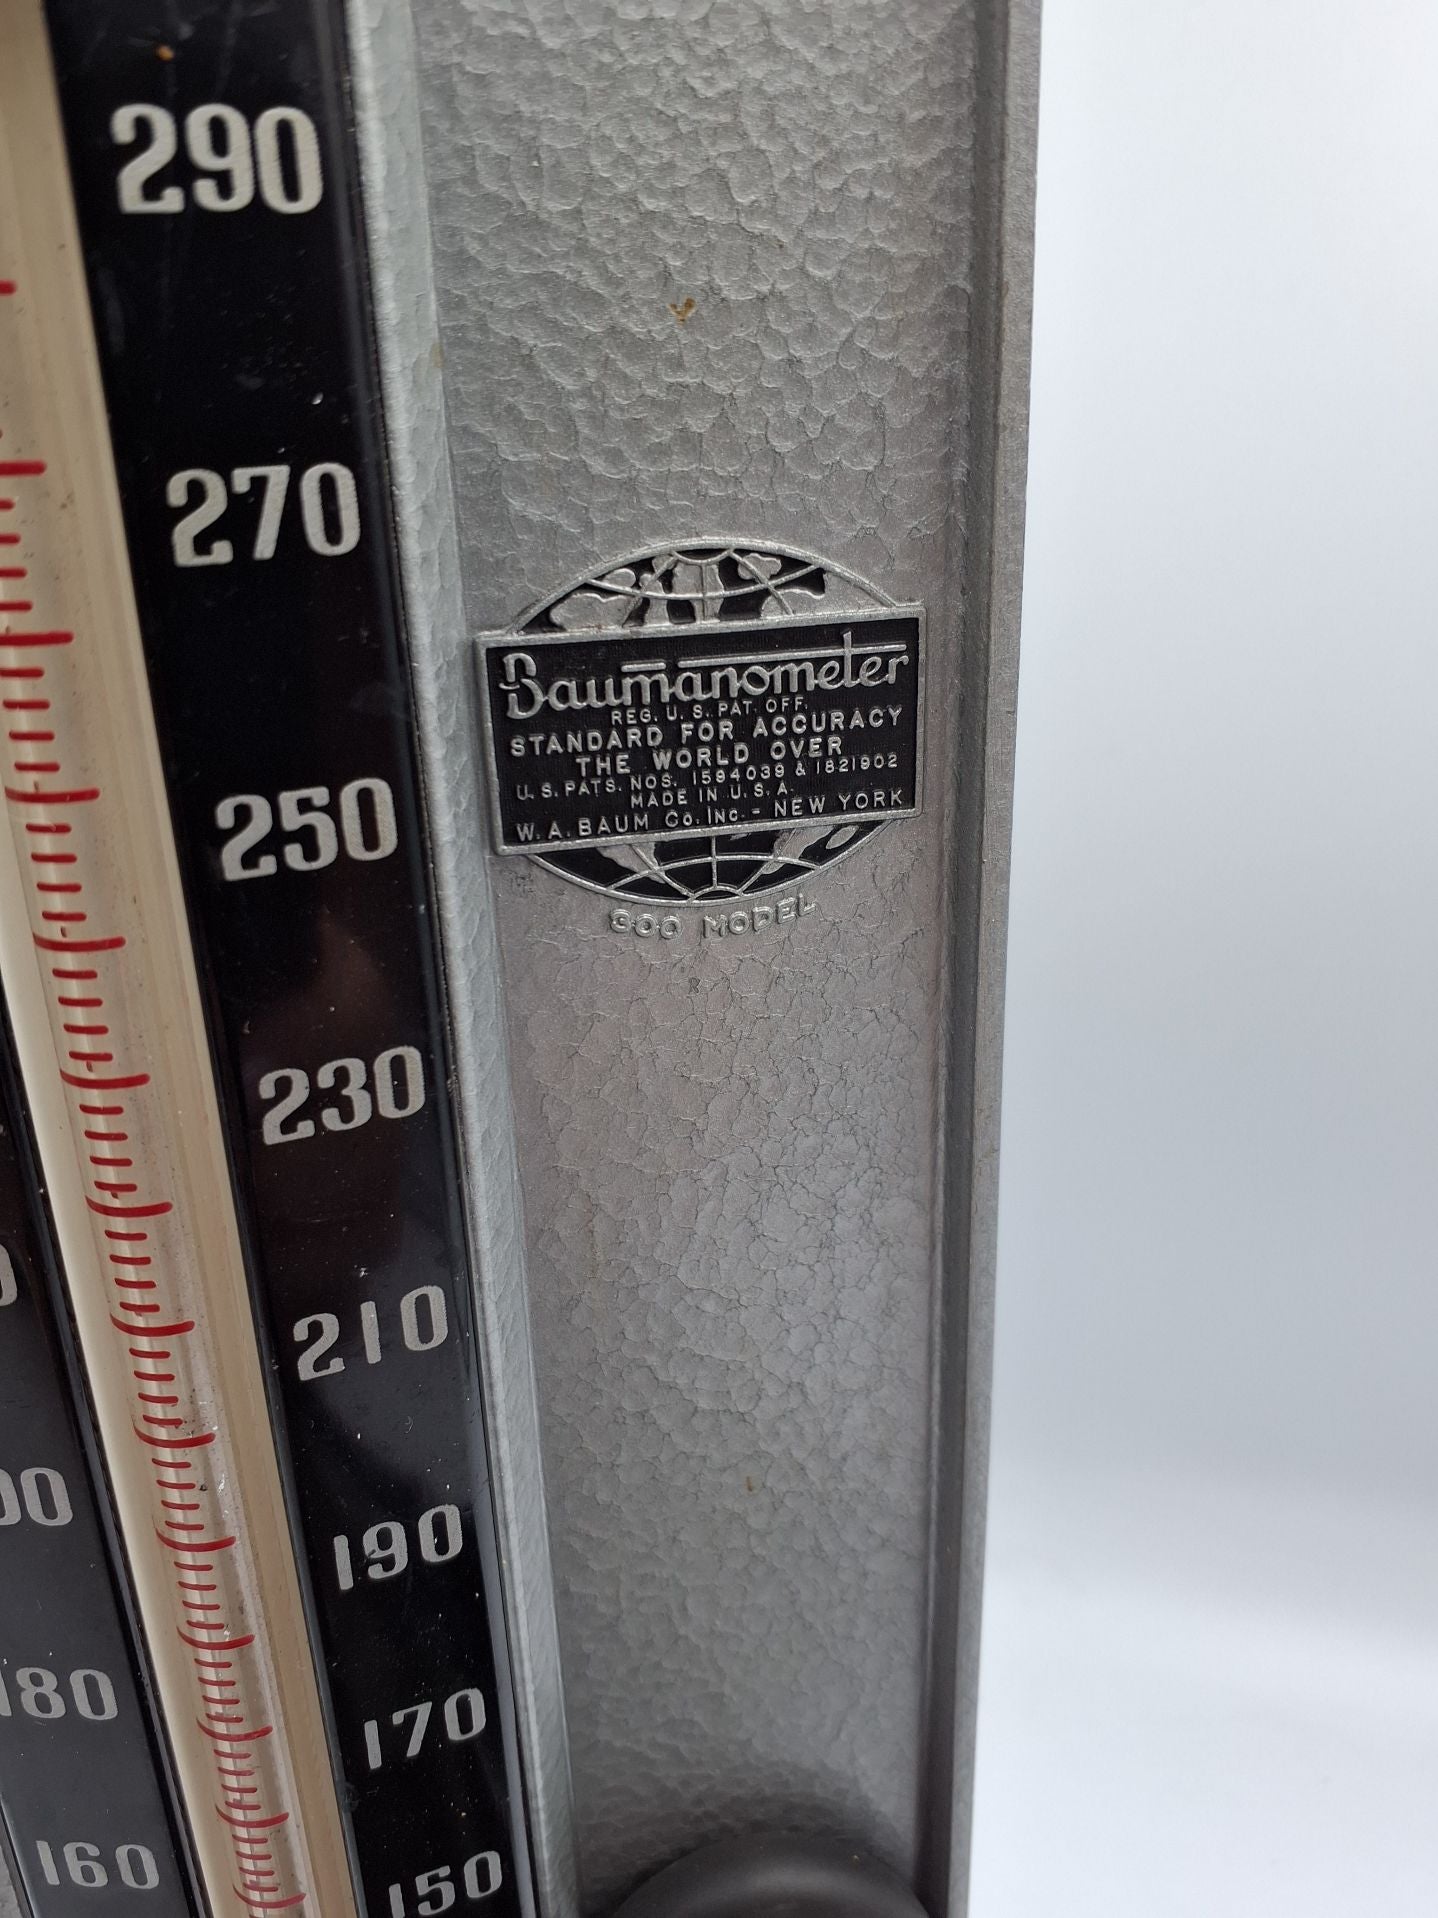 290
270
Baumanometer
REG. U. S. PAT. OFF.
STANDARD FOR ACCURACY
THE WORLD OVER
U. S. PATS. NOS. 1594039 & 1821902
MADE IN U. S. A.
W. A. BAUM CO. INC. - NEW YORK
300 MODEL
250
230
210
190
180
170
160
150